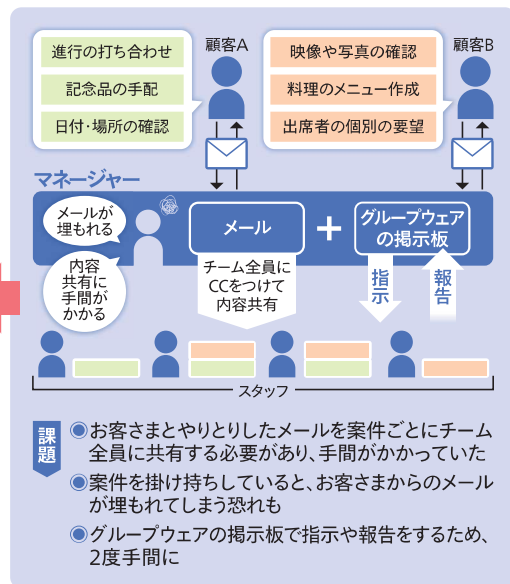 進行の打ち合わせ
記念品の手配
日付・場所の確認
顧客A
映像や写真の確認
料理のメニュー作成
出席者の個別の要望
顧客B
マネージャー
メールが
埋もれる
内容
共有に
手間が
かかる
メール
+
グループウェア
の掲示板
チーム全員に
CCをつけて
内容共有
指示
報告
スタッフ
課題
◉お客さまとやりとりしたメールを案件ごとにチーム
全員に共有する必要があり、手間がかかっていた
◉案件を掛け持ちしていると、お客さまからのメール
が埋もれてしまう恐れも
◉グループウェアの掲示板で指示や報告をするため、
2度手間に